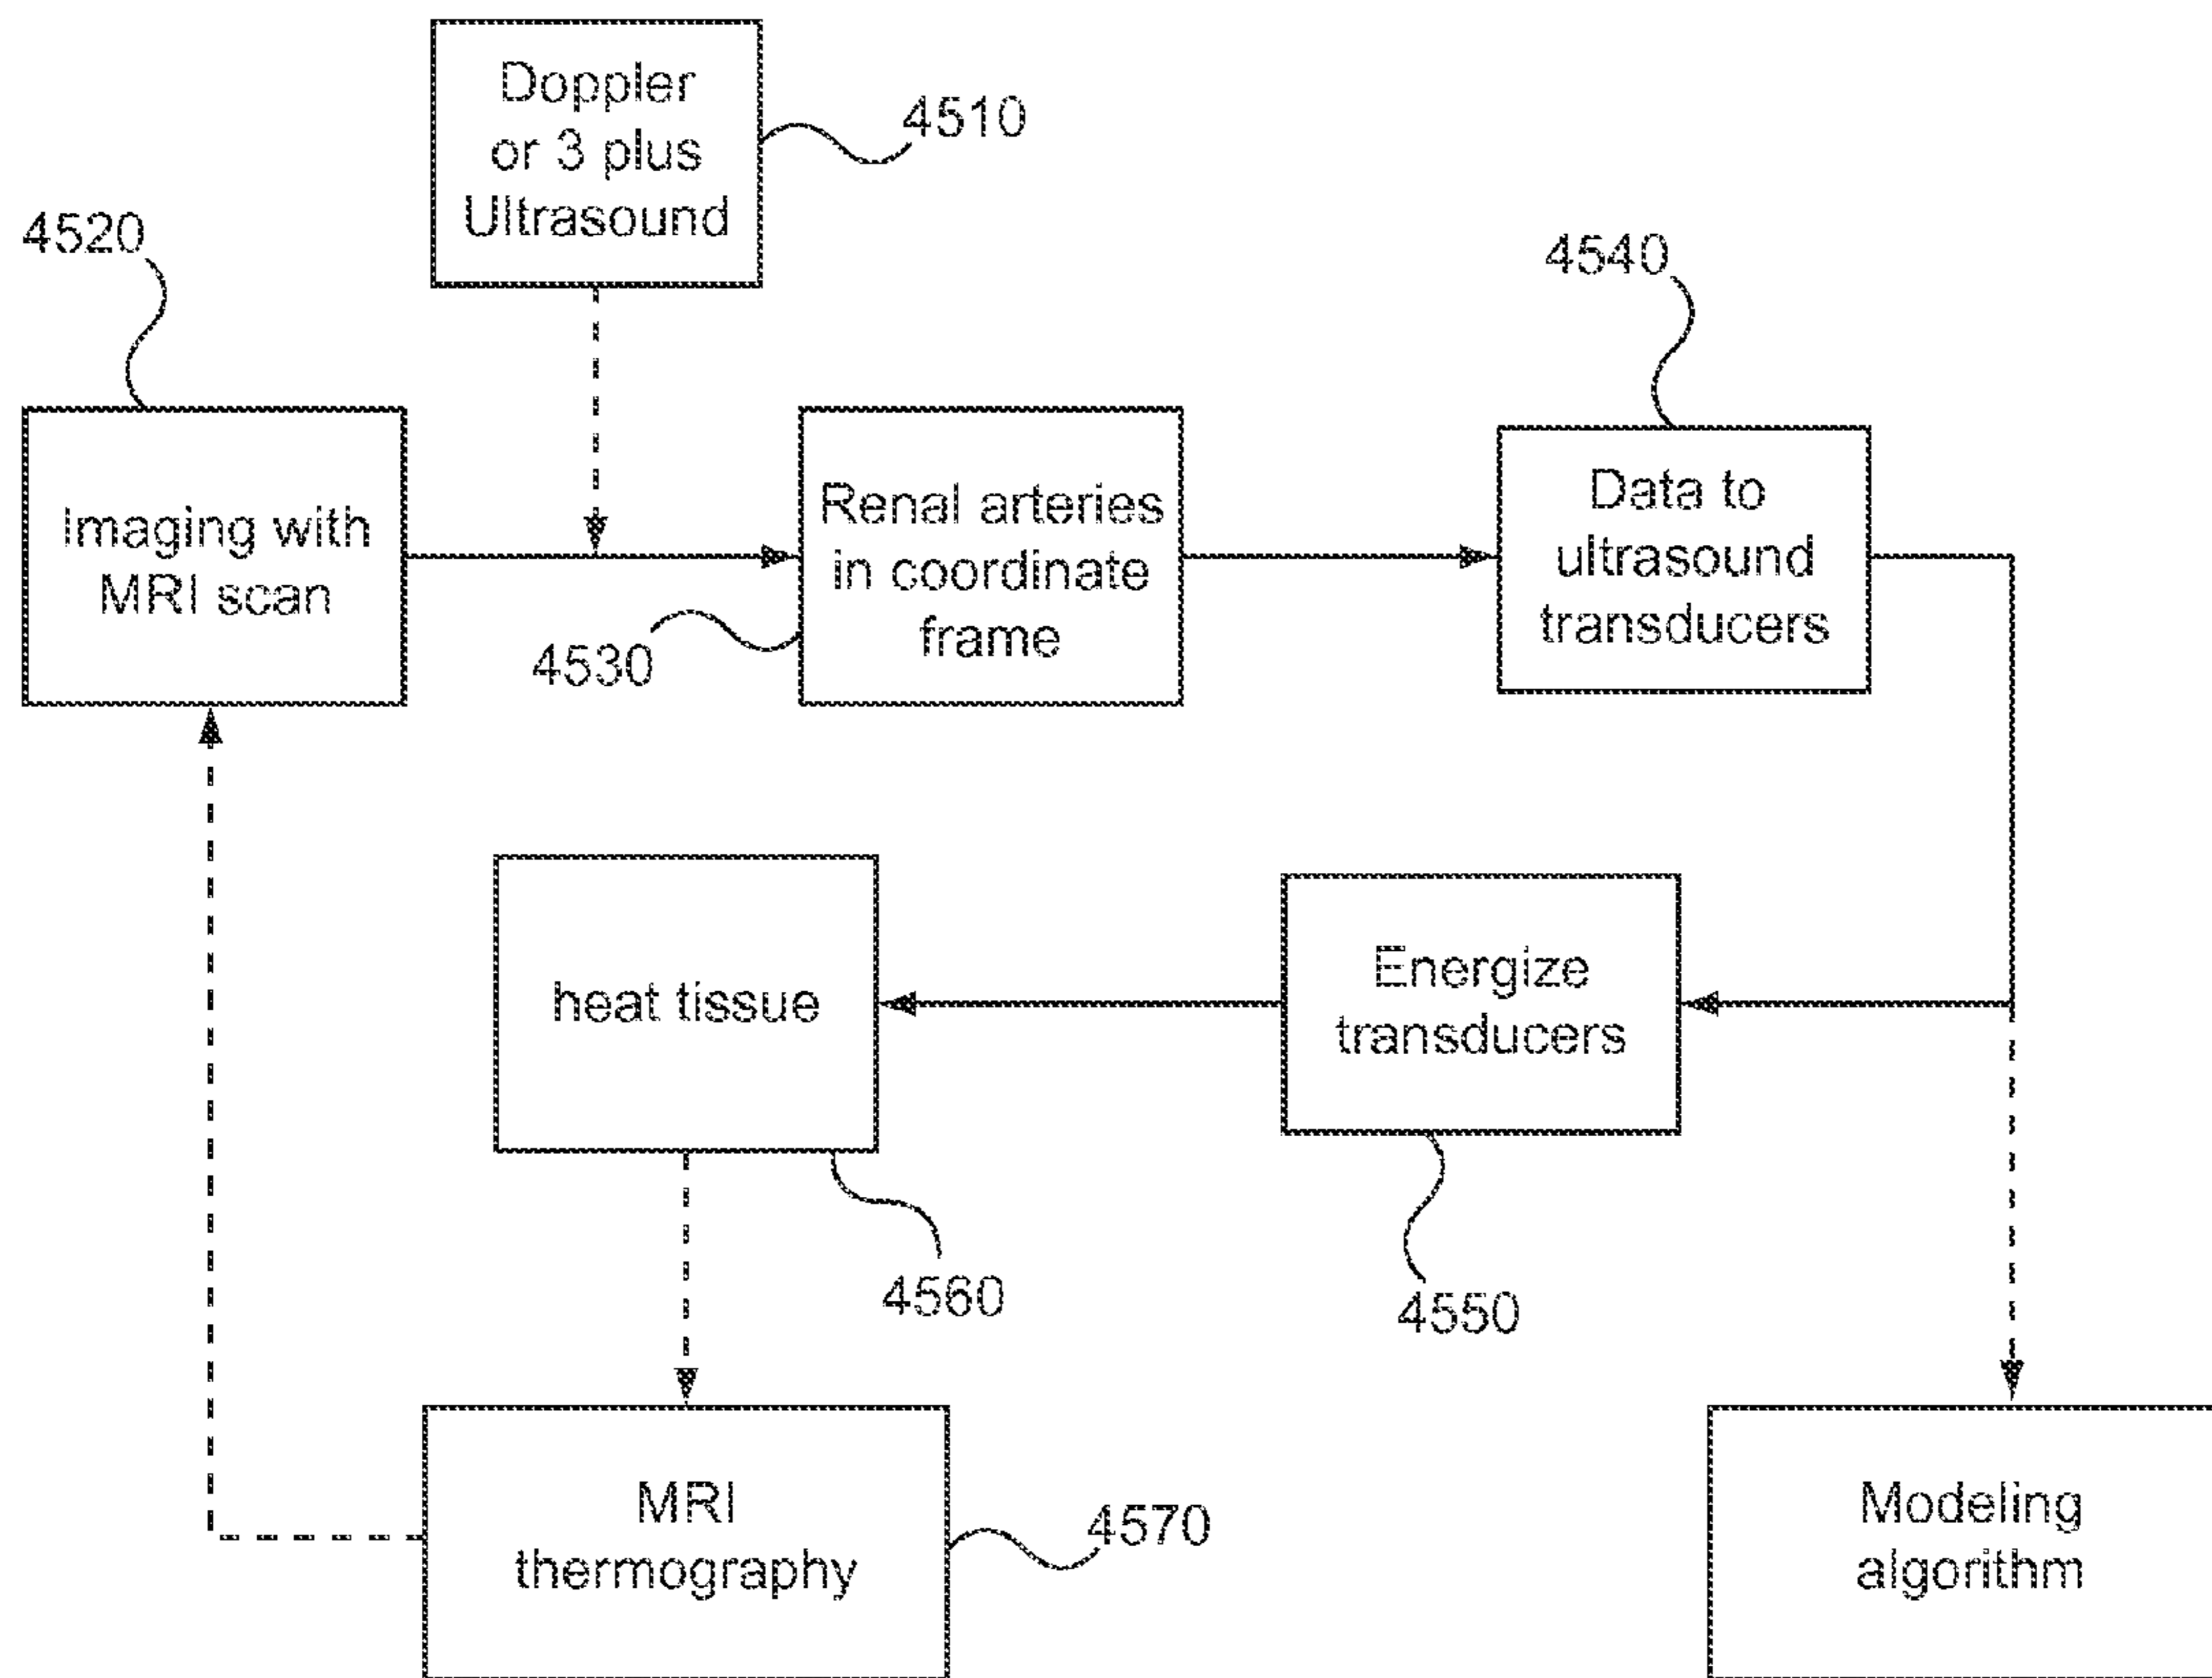 Doppler
or 3 plus
Ultrasound
4510
4520
4540
Imaging with
MRI scan
4530
Renal arteries
in coordinate
frame
Data to
ultrasound
transducers
heat tissue
Energize
transducers
4560
4550
MRI
thermography
4570
Modeling
algorithm